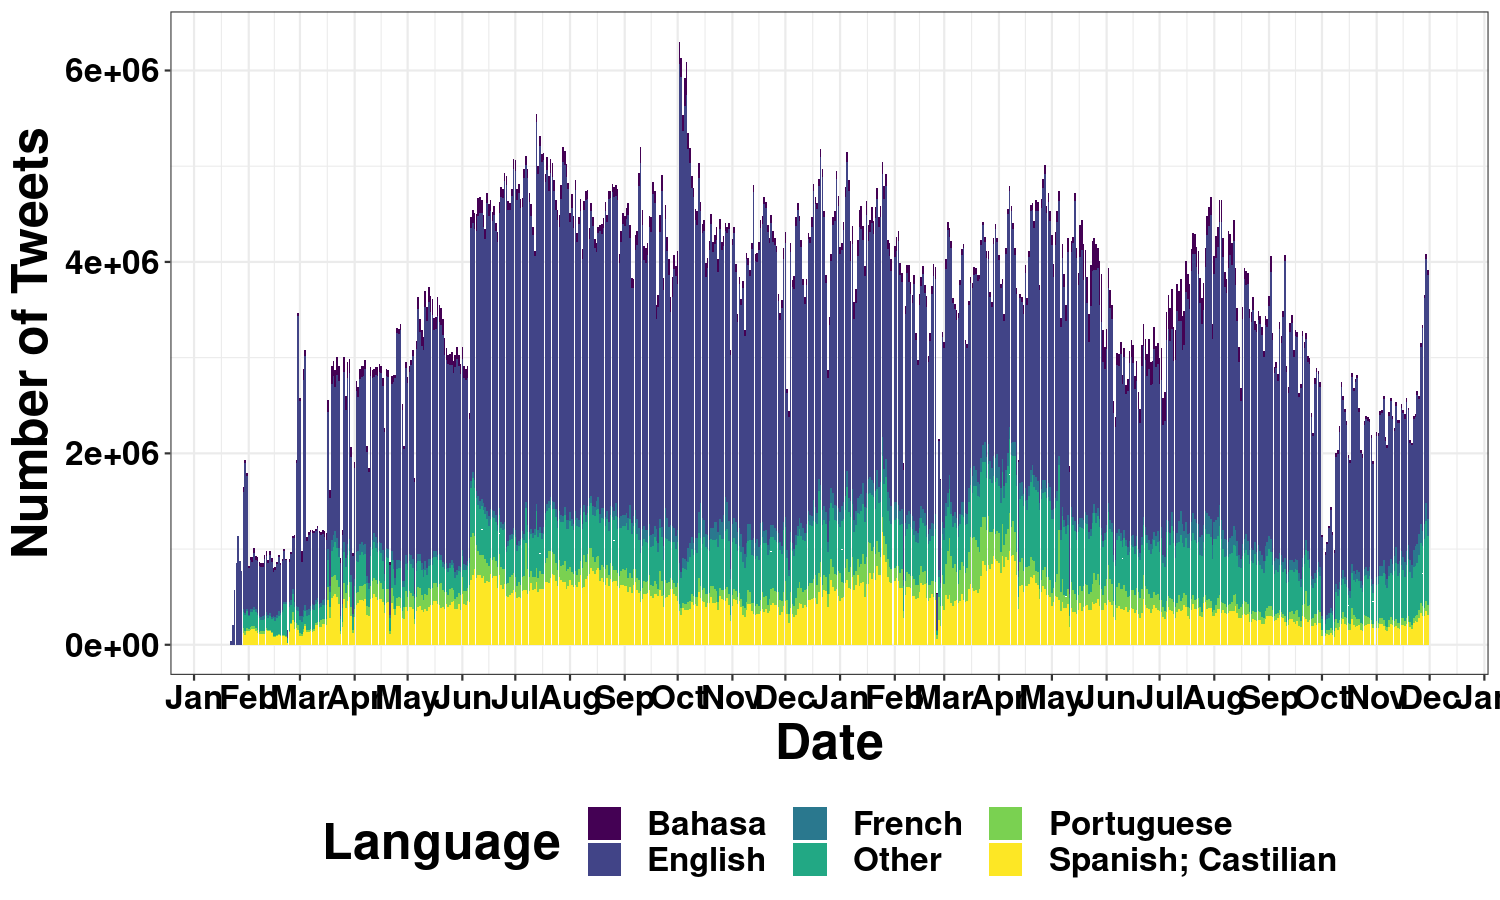 Number of Tweets
6e+06
4e+06
2e+06
0e+00
Jan Feb Mar Apr May Jun Jul Aug Sep Oct Nov Dec Jan Feb Mar Apr May Jun Jul Aug Sep Oct Nov Dec Jan
Date
Language
Bahasa French Portuguese
English Other Spanish; Castilian